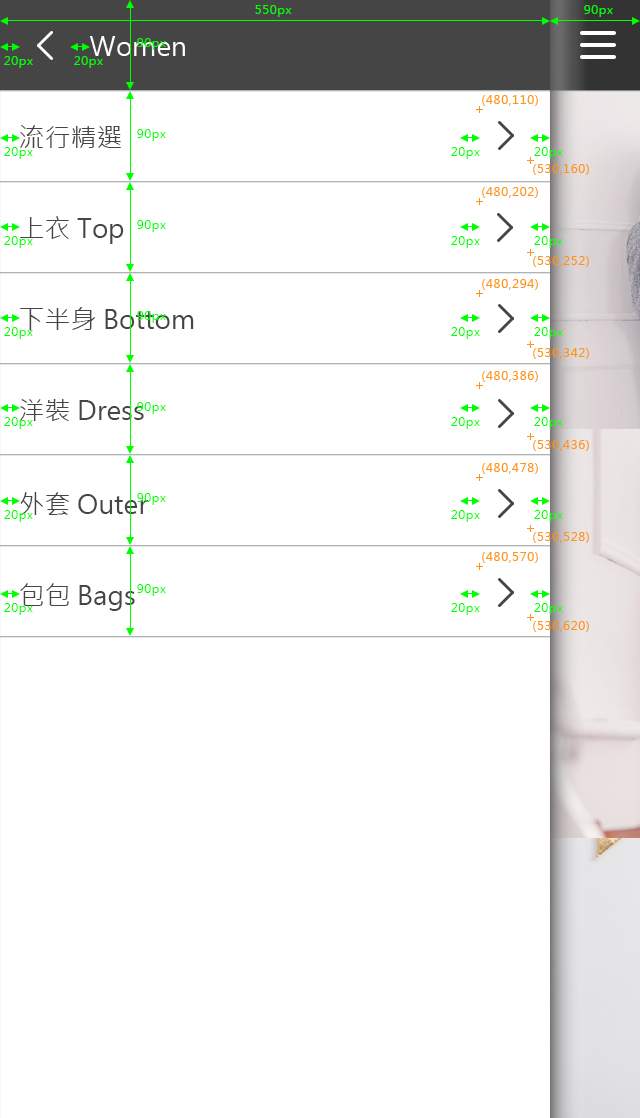 550px 90px
Women 90px
20px 20px
(480,110)
流行精選 90px
20px 20px 20px
(530,160)
(480,202)
上衣 Top 90px
20px 20px 20px
(530,252)
(480,294)
下半身 Bottom 90px
20px 20px 20px
(530,342)
(480,386)
洋裝 Dress 90px
20px 20px 20px
(530,436)
(480,478)
外套 Outer 90px
20px 20px 20px
(530,528)
(480,570)
包包 Bags 90px
20px 20px 20px
(530,620)